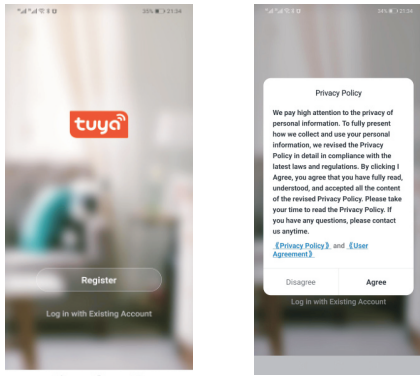 21:34
tuya
Register
Log in with Existing Account
21:34
Privacy Policy
We pay high attention to the privacy of
personal information. To fully present
how we collect and use your personal
information, we revised the Privacy
Policy in detail in compliance with the
latest laws and regulations. By clicking I
Agree, you agree that you have fully read,
understood, and accepted all the content
of the revised Privacy Policy. Please take
your time to read the Privacy Policy. If
you have any questions, please contact
us anytime.
《Privacy Policy》 and 《User
Agreement》
Disagree Agree
Log in with Existing Account